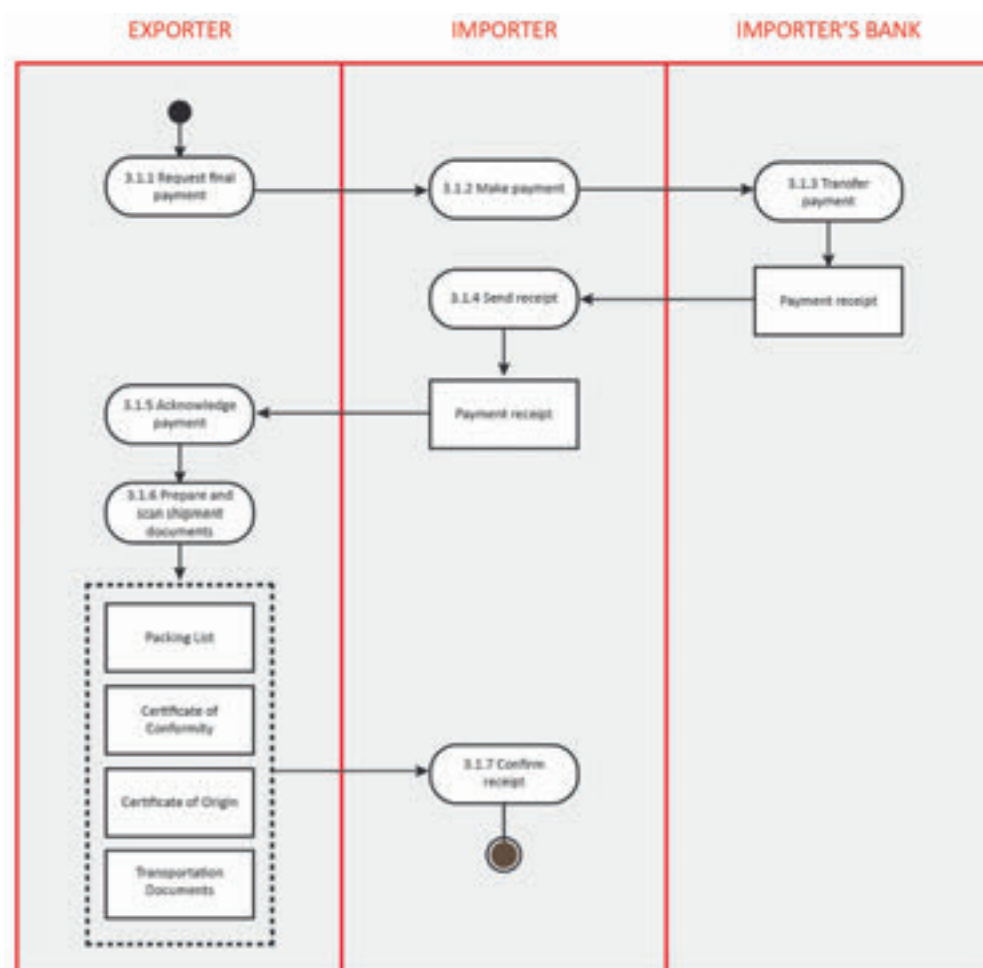 EXPORTER
IMPORTER
IMPORTER'S BANK
3.1.1 Request final
payment
3.1.2 Make payment
3.1.3 Transfer
payment
3.1.4 Send receipt
Payment receipt
3.1.5 Acknowledge
payment
Payment receipt
3.1.6 Prepare and
scan shipment
documents
Packing List
Certificate of
Conformity
3.1.7 Confirm
receipt
Certificate of Origin
Transportation
Documents